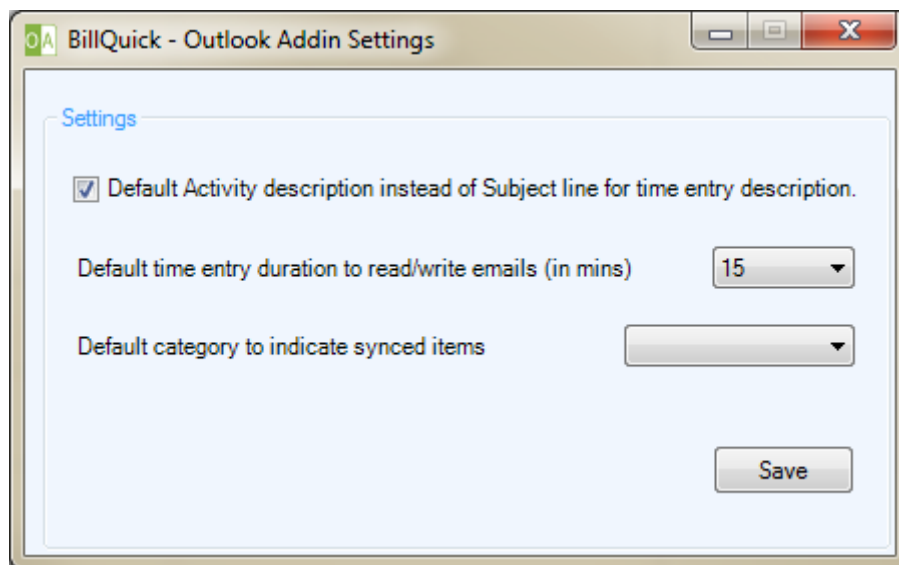 OA BillQuick - Outlook Addin Settings
Settings
Default Activity description instead of Subject line for time entry description.
Default time entry duration to read/write emails (in mins) 15
Default category to indicate synced items
Save